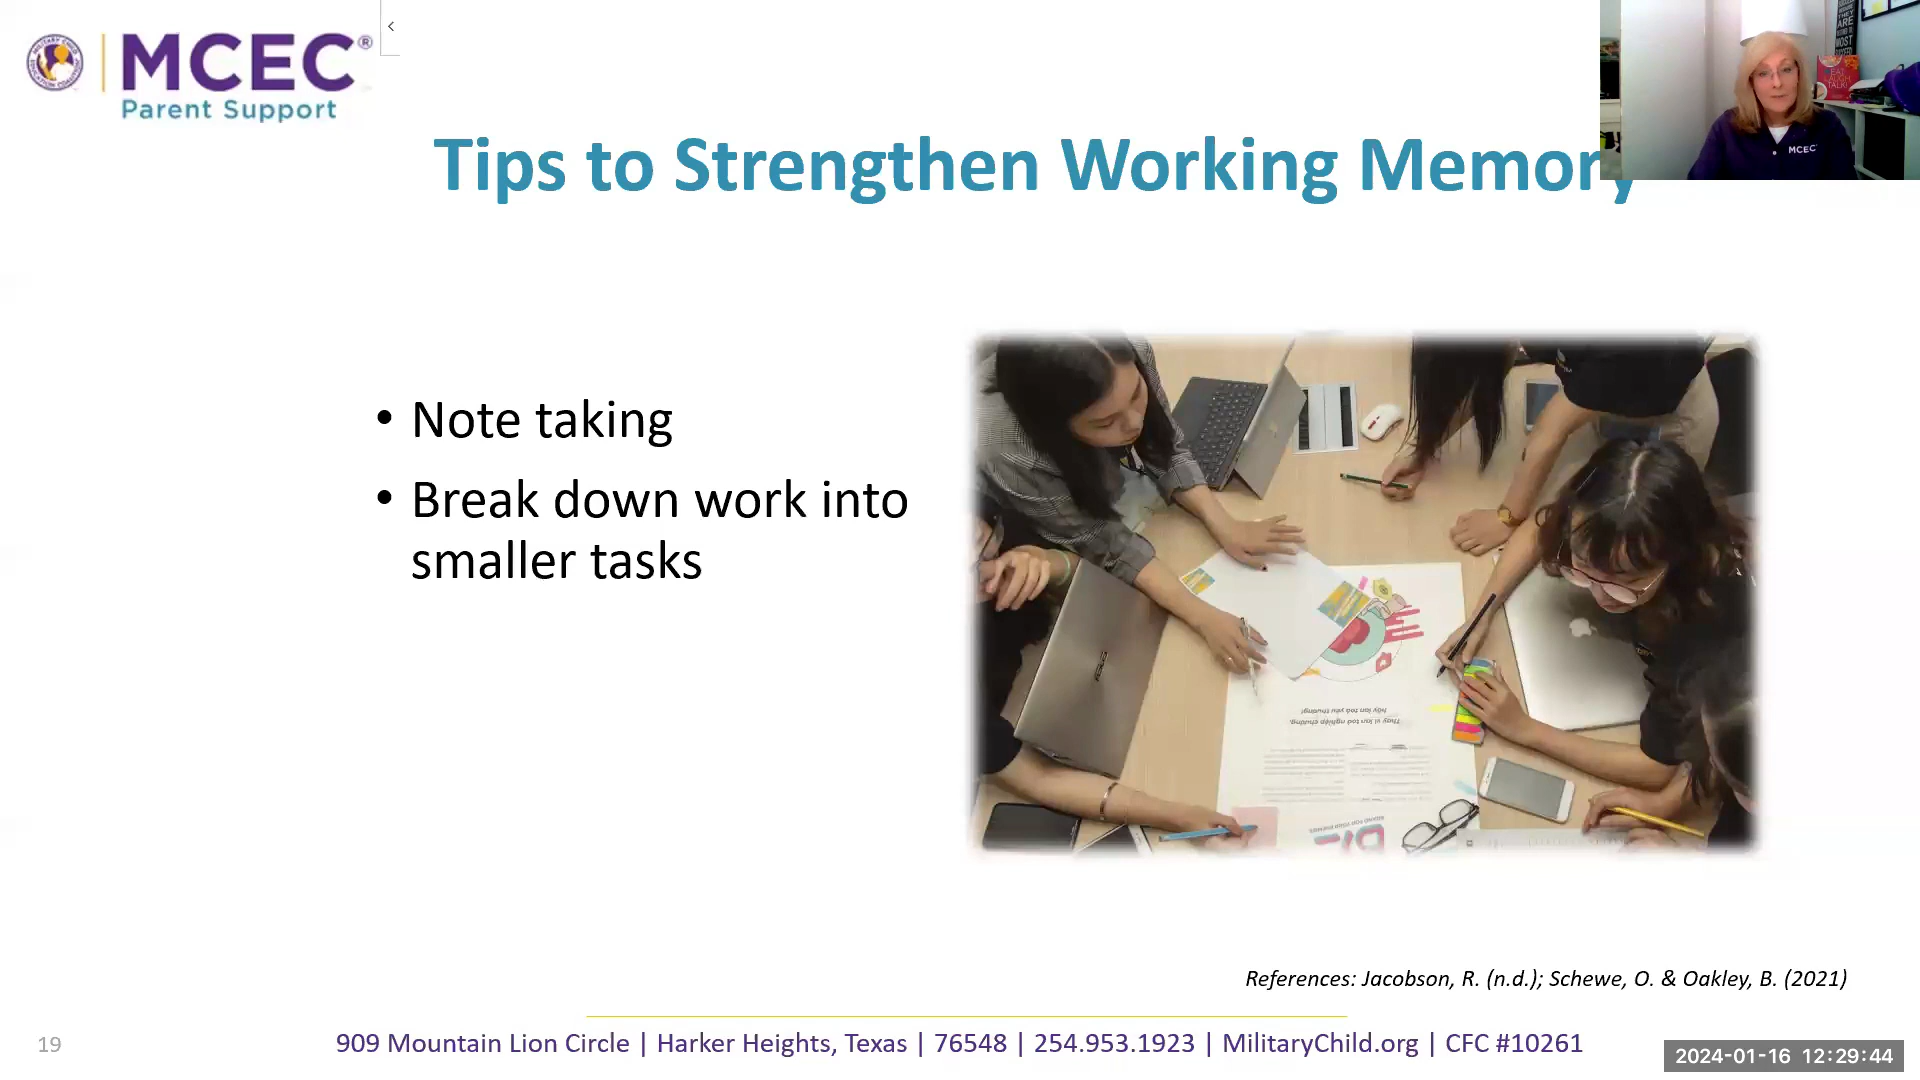 MCEC®
Parent Support
MCEC
Tips to Strengthen Working Memory
• Note taking
• Break down work into
smaller tasks
References: Jacobson, R. (n.d.); Schewe, O. & Oakley, B. (2021)
19
909 Mountain Lion Circle | Harker Heights, Texas | 76548 | 254.953.1923 | MilitaryChild.org | CFC #10261
2024-01-16 12:29:44